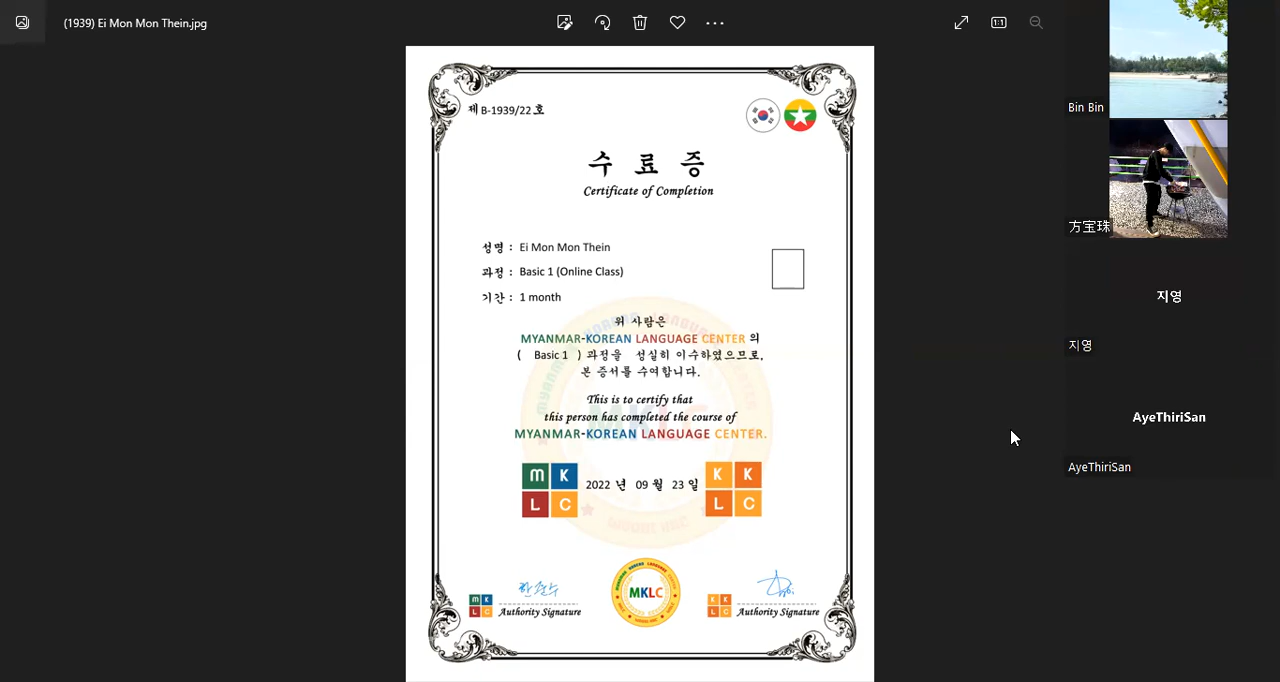 (1939) Ei Mon Mon Thein.jpg
제 B-1939/22 호
수 료 증
Certificate of Completion
성명 : Ei Mon Mon Thein
과정 : Basic 1 (Online Class)
기간 : 1 month
위 사람은
MYANMAR-KOREAN LANGUAGE CENTER 의
( Basic 1 ) 과정을 성실히 이수하였으므로,
본 증서를 수여합니다.
This is to certify that
this person has completed the course of
MYANMAR-KOREAN LANGUAGE CENTER.
M K
L C
2022 년 09 월 23 일
K K
L C
한준수
M K
L C
Authority Signature
MKLC
K K
L C
Authority Signature
Bin Bin
方宝珠
지영
지영
AyeThiriSan
AyeThiriSan